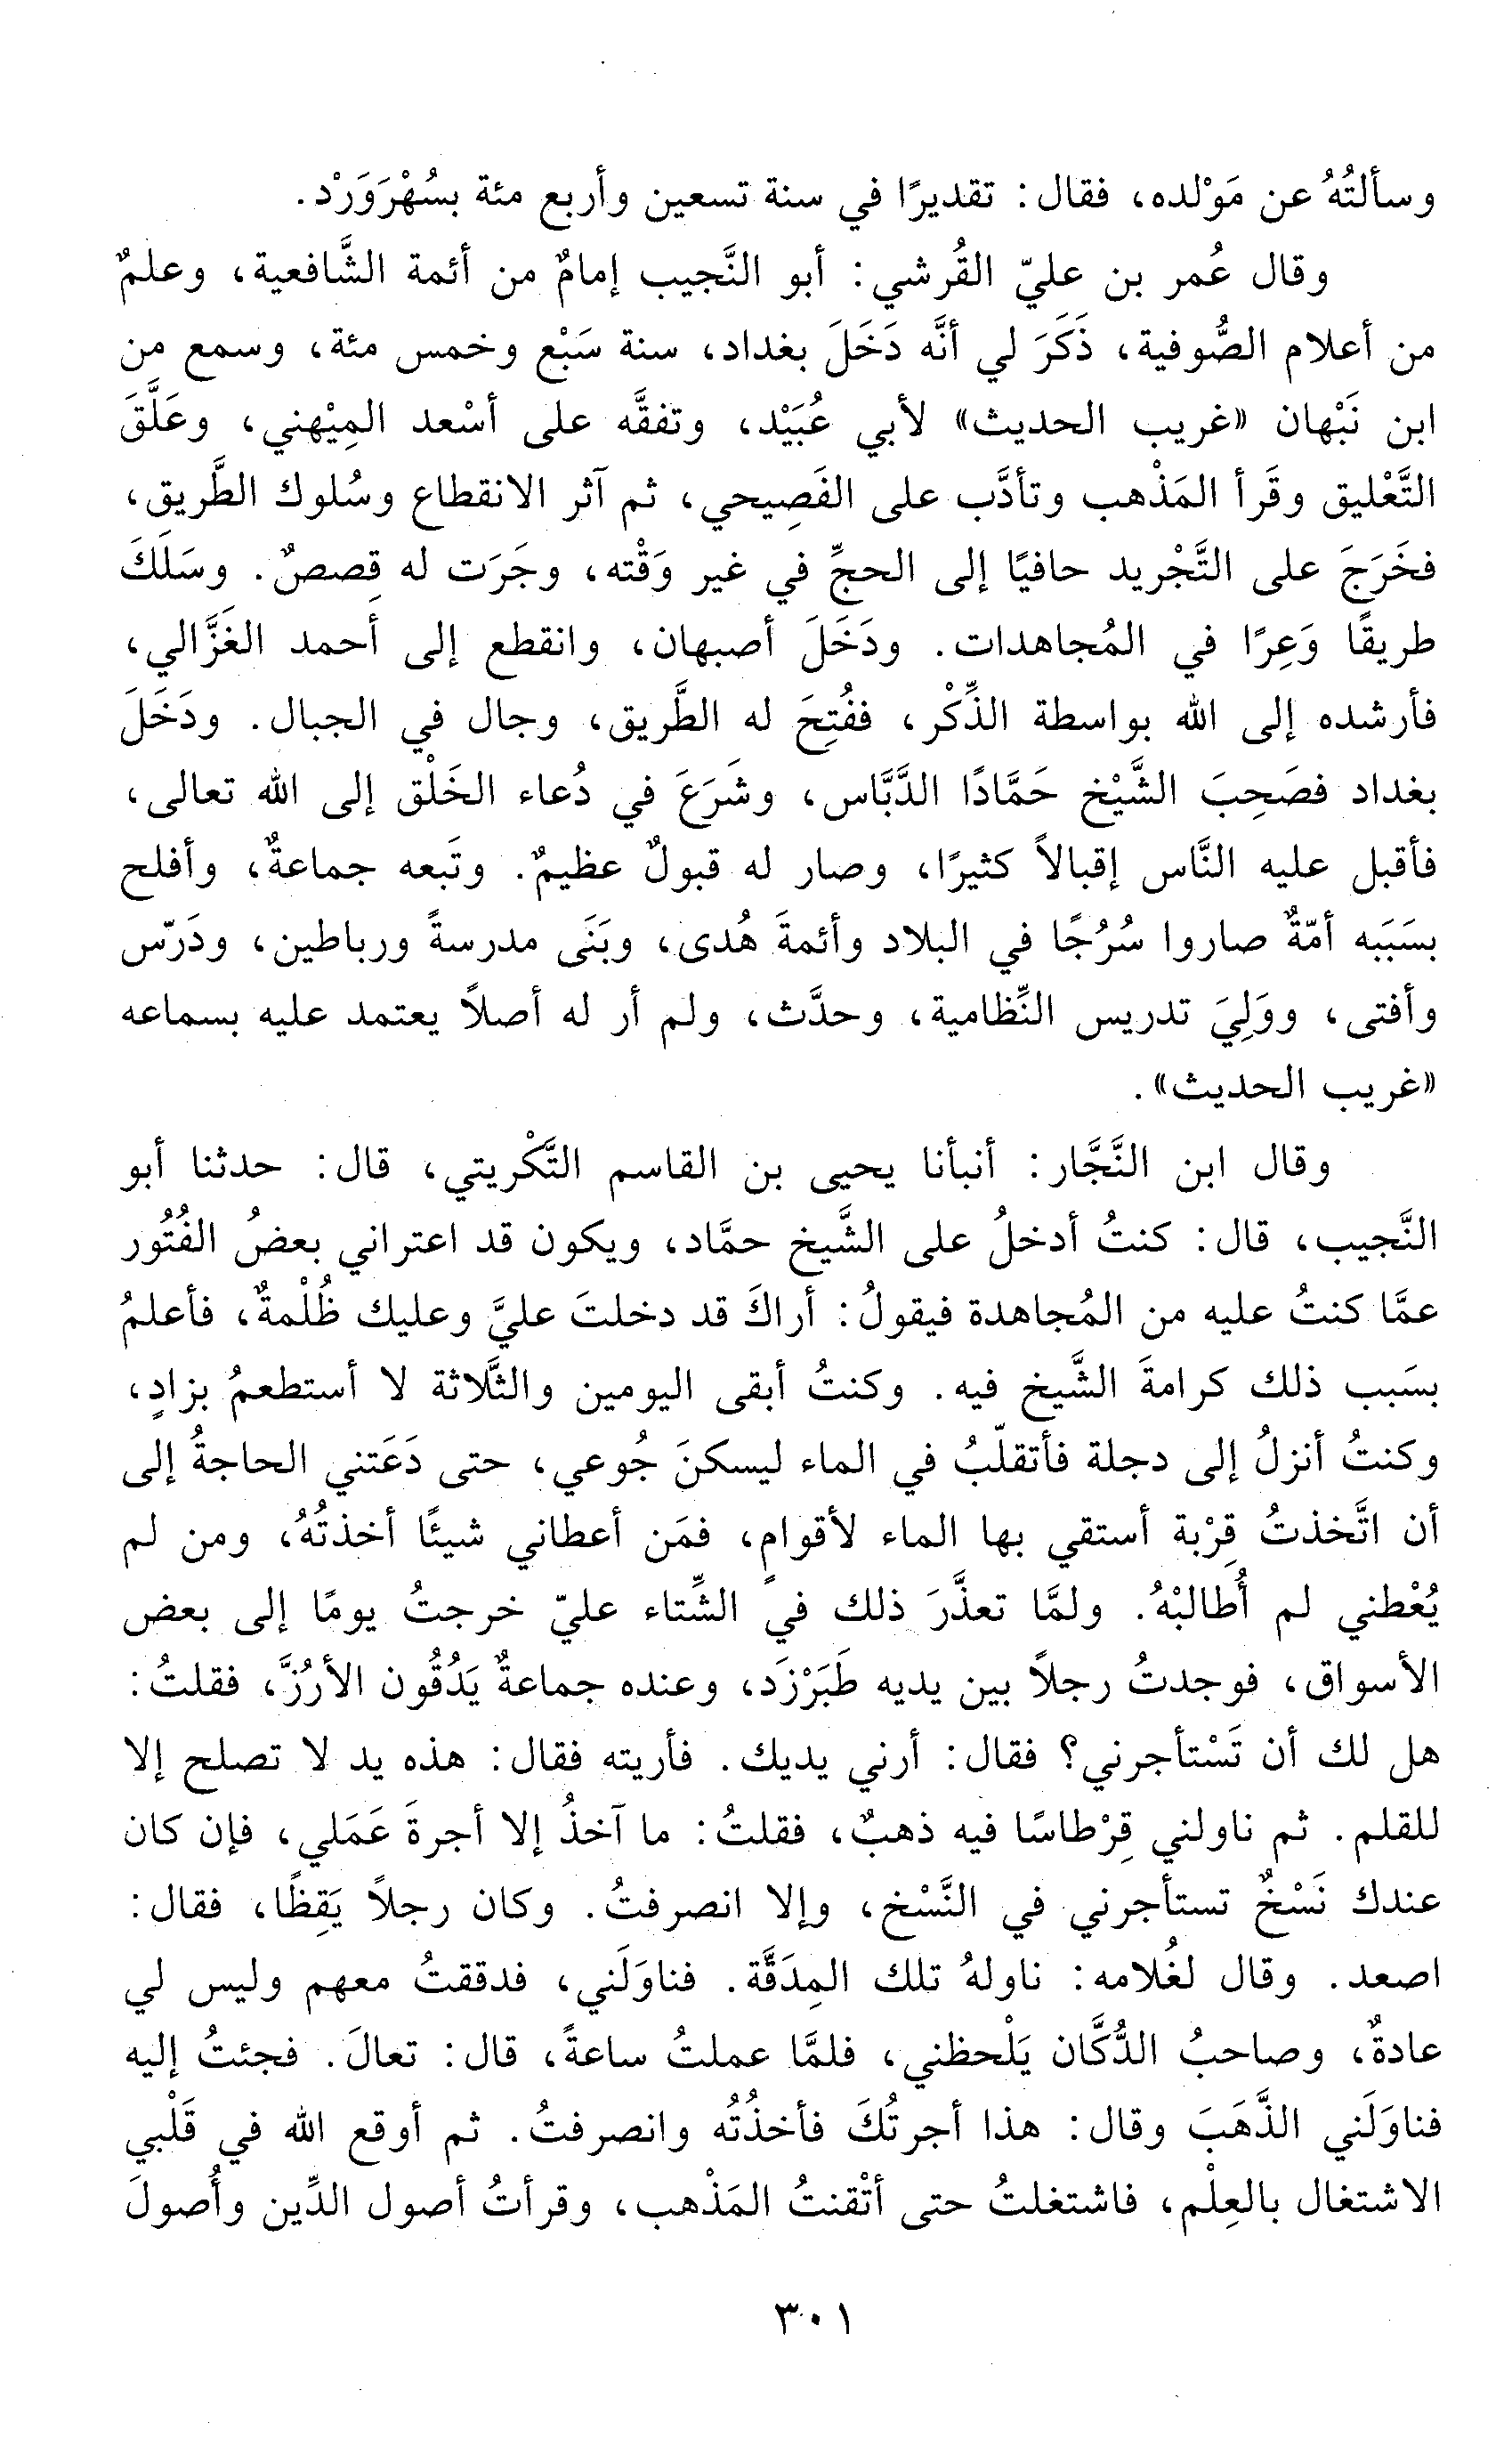 وسألتُهُ عن مَوْلده، فقال: تقديرًا في سنة تسعين وأربع مئة بسُهْرَوَرْد.
وقال عُمر بن عليّ القُرشي: أبو النَّجيب إمامٌ من أئمة الشَّافعية، وعلمٌ
من أعلام الصُّوفية، ذَكَرَ لي أنَّه دَخَلَ بغداد، سنة سَبْع وخمس مئة، وسمع من
ابن نَبْهان «غريب الحديث» لأبي عُبَيْد، وتفقَّه على أسْعد المِيْهني، وعَلَّقَ
التَّعْليق وقَرأ المَذْهب وتأدَّب على الفَصِيحي، ثم آثر الانقطاع وسُلوك الطَّريق،
فخَرَجَ على التَّجْريد حافيًا إلى الحجِّ في غير وَقْته، وجَرَت له قِصصٌ. وسَلَكَ
طريقًا وَعِرًا في المُجاهدات. ودَخَلَ أصبهان، وانقطع إلى أحمد الغَزَّالي،
فأرشده إلى الله بواسطة الذِّكْر، ففُتِحَ له الطَّريق، وجال في الجبال. ودَخَلَ
بغداد فصَحِبَ الشَّيْخ حَمَّادًا الدَّبَّاس، وشَرَعَ في دُعاء الخَلْق إلى الله تعالى،
فأقبل عليه النَّاس إقبالاً كثيرًا، وصار له قبولٌ عظيمٌ. وتَبعه جماعةٌ، وأفلح
بسَبَبه أمّةٌ صاروا سُرُجًا في البلاد وأئمةَ هُدى، وبَنَى مدرسةً ورباطين، ودَرّس
وأفتى، ووَلِيَ تدريس النِّظامية، وحدَّث، ولم أر له أصلاً يعتمد عليه بسماعه
«غريب الحديث».
وقال ابن النَّجَّار: أنبأنا يحيى بن القاسم التَّكْريتي، قال: حدثنا أبو
النَّجيب، قال: كنتُ أدخلُ على الشَّيخ حمَّاد، ويكون قد اعتراني بعضُ الفُتُور
عمَّا كنتُ عليه من المُجاهدة فيقولُ: أراكَ قد دخلتَ عليَّ وعليك ظُلْمةٌ، فأعلمُ
بسَبب ذلك كرامةَ الشَّيخ فيه. وكنتُ أبقى اليومين والثَّلاثة لا أستطعمُ بزادٍ،
وكنتُ أنزلُ إلى دجلة فأتقلّبُ في الماء ليسكنَ جُوعي، حتى دَعَتني الحاجةُ إلى
أن اتَّخذتُ قِرْبة أستقي بها الماء لأقوامٍ، فمَن أعطاني شيئًا أخذتُهُ، ومن لم
يُعْطني لم أُطالبْهُ. ولمَّا تعذَّرَ ذلك في الشِّتاء عليّ خرجتُ يومًا إلى بعض
الأسواق، فوجدتُ رجلاً بين يديه طَبَرْزَد، وعنده جماعةٌ يَدُقُّون الأرُزَّ، فقلتُ:
هل لك أن تَسْتأجرني؟ فقال: أرني يديك. فأريته فقال: هذه يد لا تصلح إلا
للقلم. ثم ناولني قِرْطاسًا فيه ذهبٌ، فقلتُ: ما آخذُ إلا أجرةَ عَمَلي، فإن كان
عندك نَسْخٌ تستأجرني في النَّسْخ، وإلا انصرفتُ. وكان رجلاً يَقِظًا، فقال:
اصعد. وقال لغُلامه: ناولهُ تلك المِدَقَّة. فناوَلَني، فدققتُ معهم وليس لي
عادةٌ، وصاحبُ الدُّكَّان يَلْحظني، فلمَّا عملتُ ساعةً، قال: تعالَ. فجئتُ إليه
فناوَلَني الذَّهَبَ وقال: هذا أجرتُكَ فأخذُتُه وانصرفتُ. ثم أوقع الله في قَلْبي
الاشتغال بالعِلْم، فاشتغلتُ حتى أتْقنتُ المَذْهب، وقرأتُ أصول الدِّين وأُصولَ
٣٠١